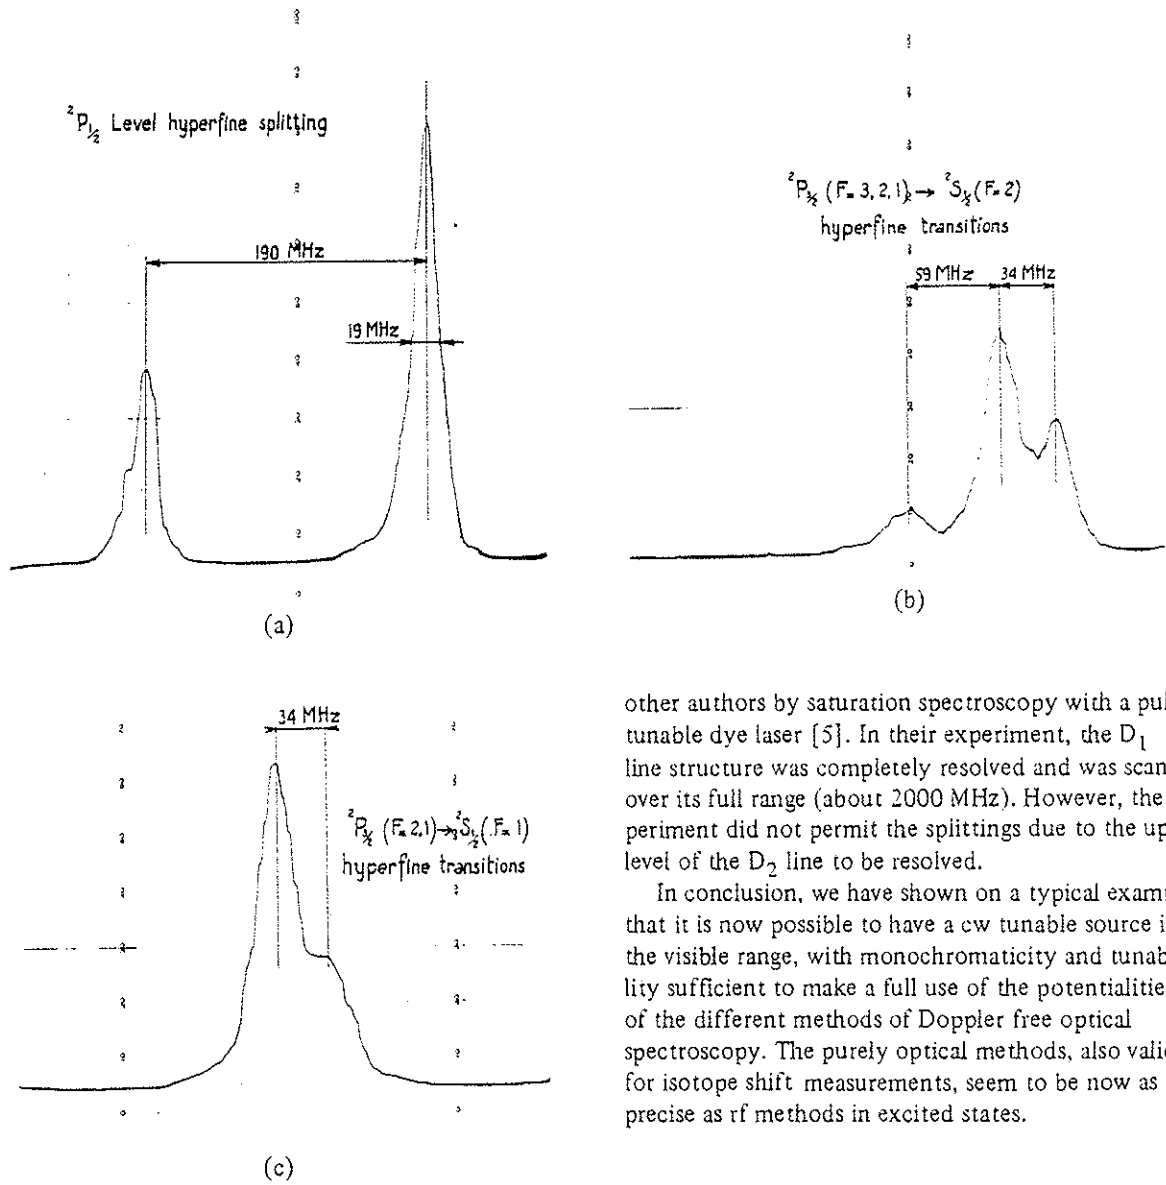 ²P½ Level hyperfine splitting
190 MHz
19 MHz
(a)
²P³⁄₂ (F=3,2,1) → ²S½(F=2)
hyperfine transitions
59 MHz 34 MHz
(b)
34 MHz
²P³⁄₂ (F=2,1) → ²S½(F=1)
hyperfine transitions
(c)
other authors by saturation spectroscopy with a pul
tunable dye laser [5]. In their experiment, the D₁
line structure was completely resolved and was scan
over its full range (about 2000 MHz). However, the
periment did not permit the splittings due to the up
level of the D₂ line to be resolved.
In conclusion, we have shown on a typical exam
that it is now possible to have a cw tunable source i
the visible range, with monochromaticity and tunab
lity sufficient to make a full use of the potentialitie
of the different methods of Doppler free optical
spectroscopy. The purely optical methods, also valid
for isotope shift measurements, seem to be now as
precise as rf methods in excited states.